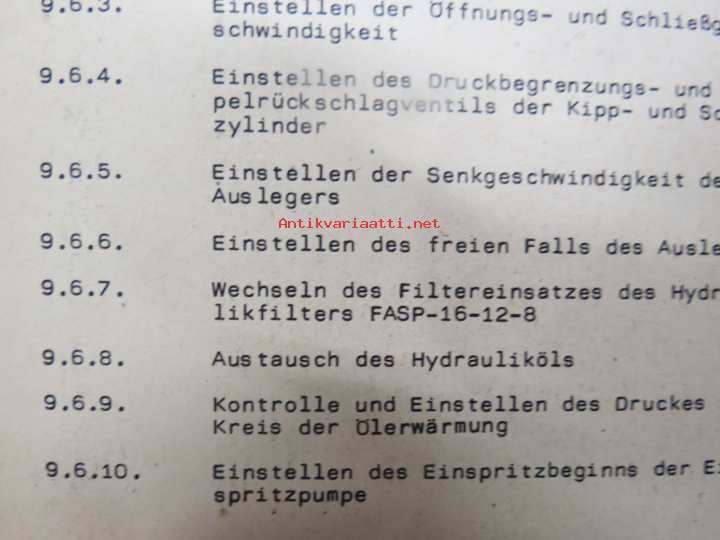 9.6.3. Einstellen der Öffnungs- und Schließg
schwindigkeit
9.6.4. Einstellen des Druckbegrenzungs- und
pelrückschlagventils der Kipp- und Sc
zylinder
9.6.5. Einstellen der Senkgeschwindigkeit de
Auslegers
Antikvariaatti.net
9.6.6. Einstellen des freien Falls des Ausle
9.6.7. Wechseln des Filtereinsatzes des Hydr
likfilters FASP-16-12-8
9.6.8. Austausch des Hydrauliköls
9.6.9. Kontrolle und Einstellen des Druckes
Kreis der Ölerwärmung
9.6.10. Einstellen des Einspritzbeginns der E
spritzpumpe